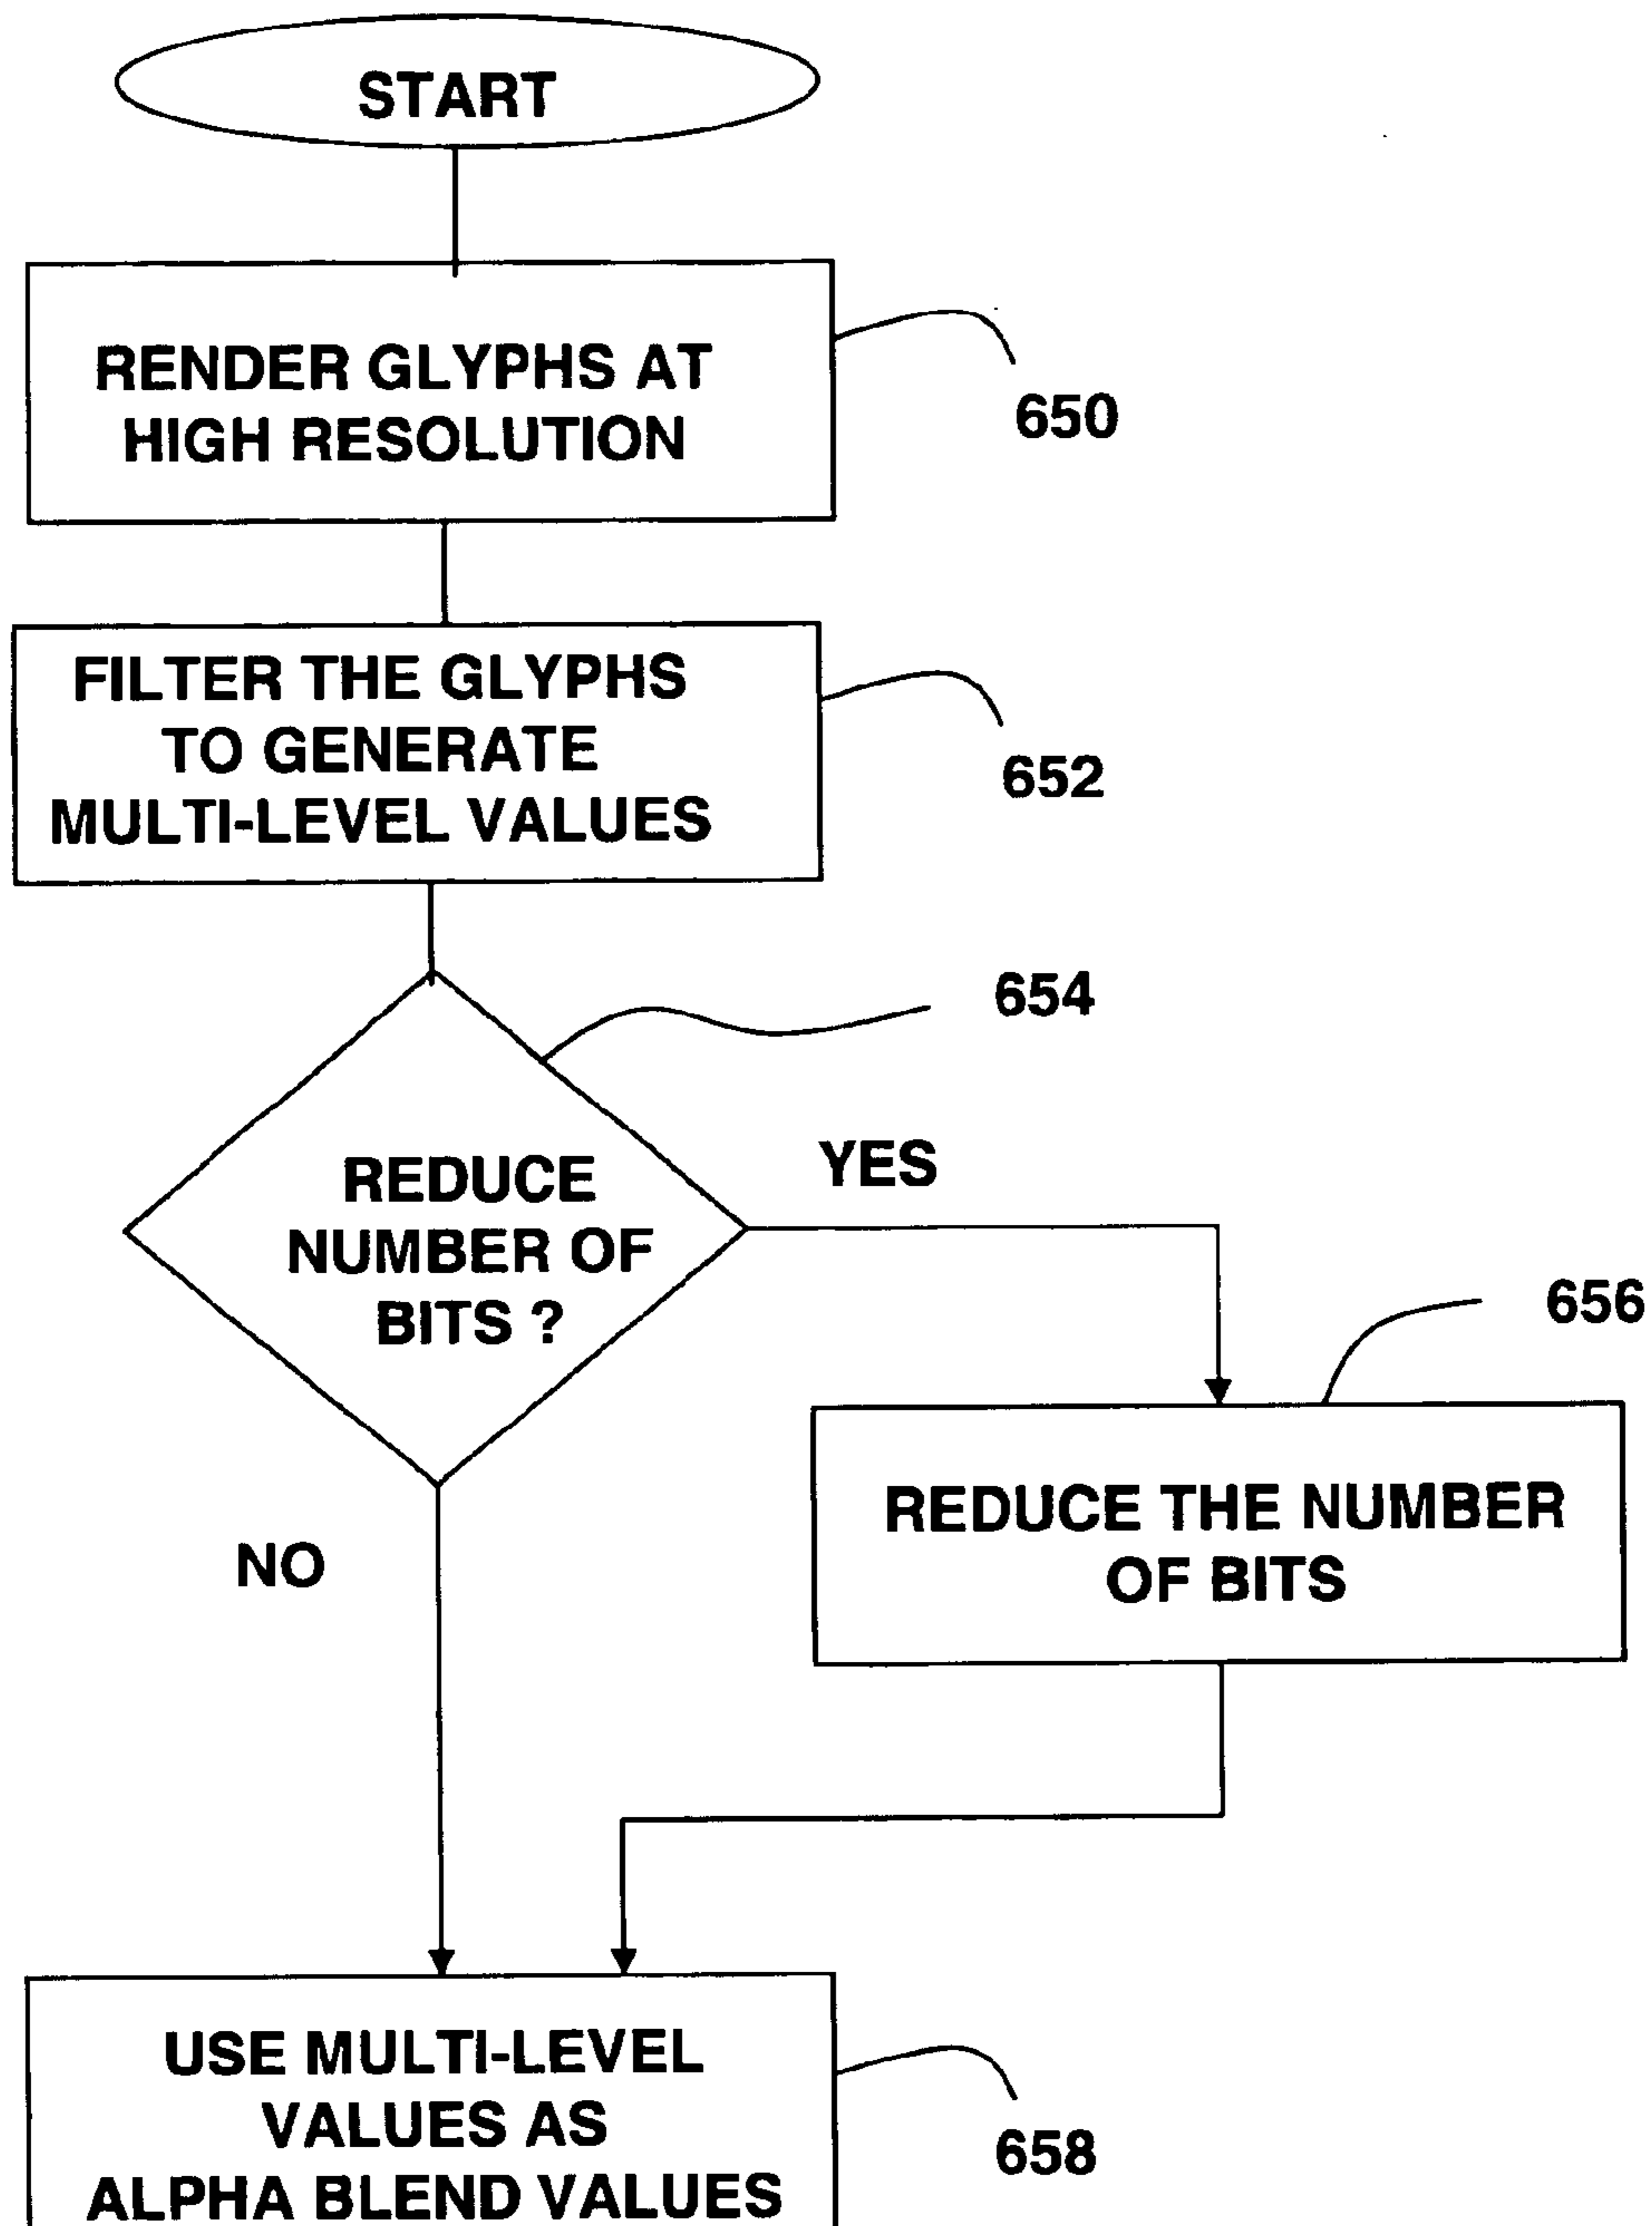 START
RENDER GLYPHS AT
HIGH RESOLUTION
650
FILTER THE GLYPHS
TO GENERATE
MULTI-LEVEL VALUES
652
654
REDUCE
NUMBER OF
BITS ?
YES
656
REDUCE THE NUMBER
OF BITS
NO
USE MULTI-LEVEL
VALUES AS
ALPHA BLEND VALUES
658